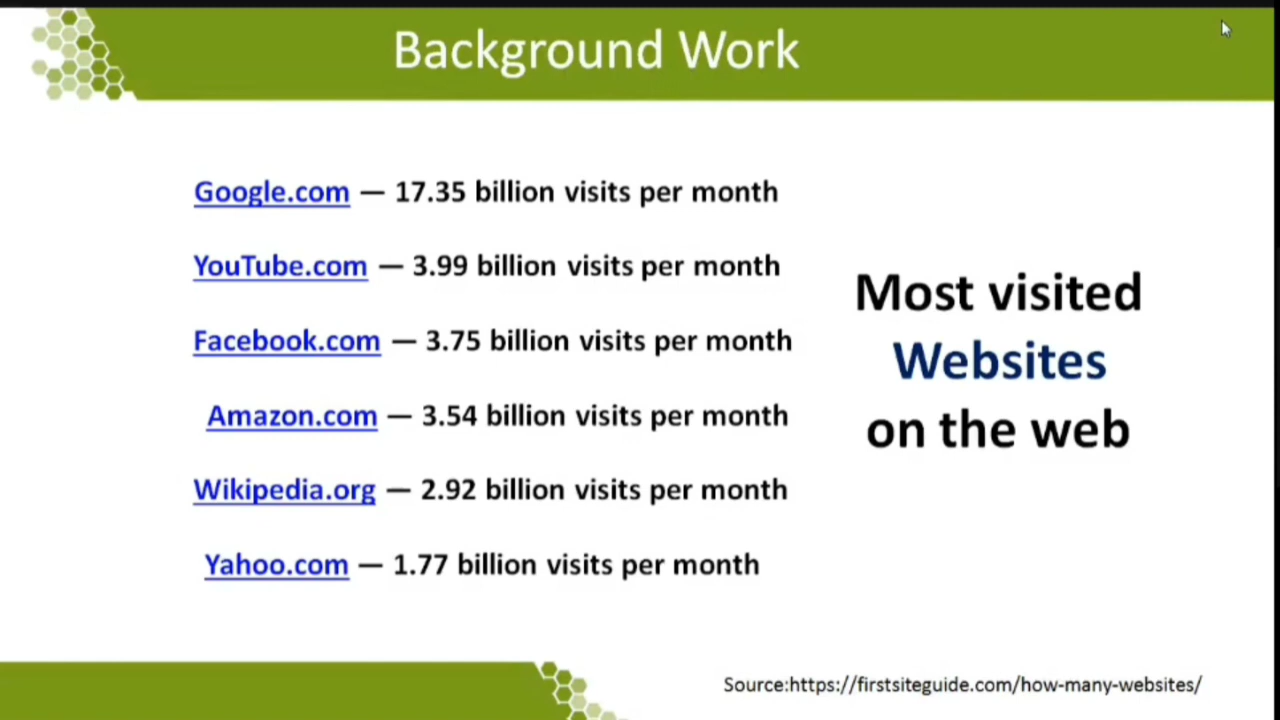 Background Work
Google.com — 17.35 billion visits per month
YouTube.com — 3.99 billion visits per month
Facebook.com — 3.75 billion visits per month
Amazon.com — 3.54 billion visits per month
Wikipedia.org — 2.92 billion visits per month
Yahoo.com — 1.77 billion visits per month
Most visited
Websites
on the web
Source:https://firstsiteguide.com/how-many-websites/